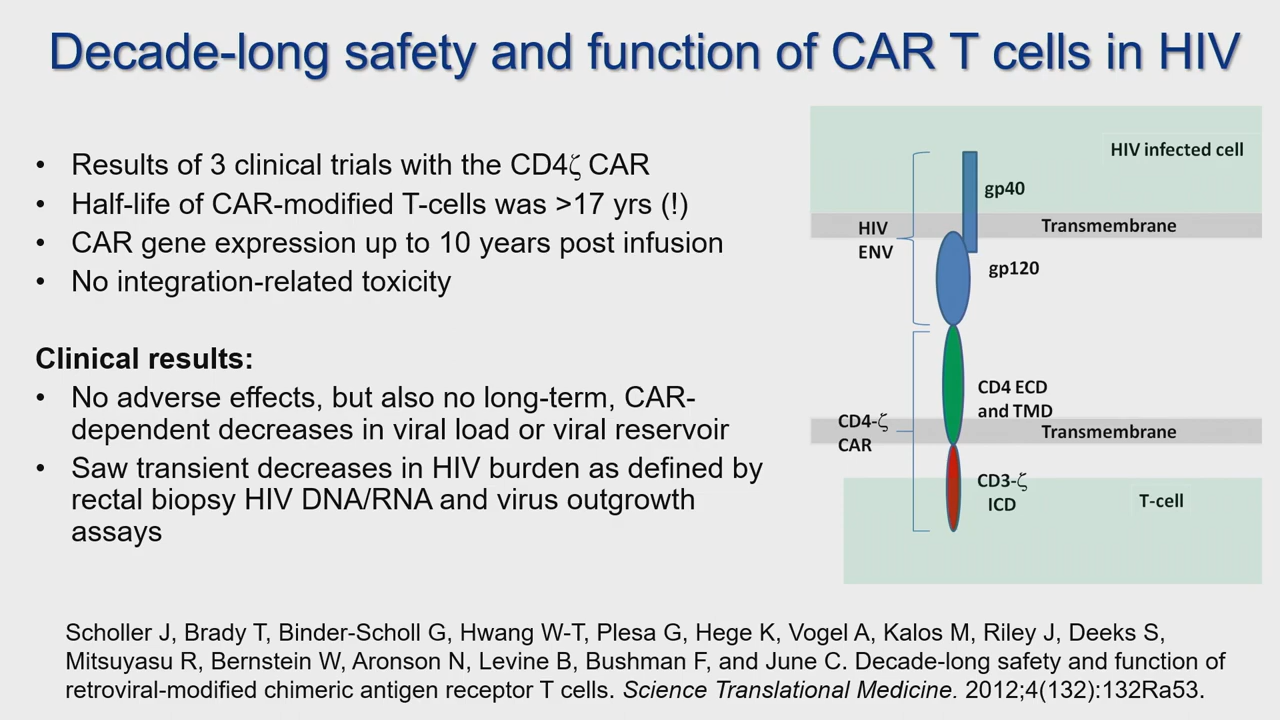 Decade-long safety and function of CAR T cells in HIV
• Results of 3 clinical trials with the CD4ζ CAR
• Half-life of CAR-modified T-cells was >17 yrs (!)
• CAR gene expression up to 10 years post infusion
• No integration-related toxicity
Clinical results:
• No adverse effects, but also no long-term, CAR-
dependent decreases in viral load or viral reservoir
• Saw transient decreases in HIV burden as defined by
rectal biopsy HIV DNA/RNA and virus outgrowth
assays
HIV infected cell
gp40
Transmembrane
HIV
ENV
gp120
CD4 ECD
and TMD
CD4-ζ
CAR
Transmembrane
CD3-ζ
ICD
T-cell
Scholler J, Brady T, Binder-Scholl G, Hwang W-T, Plesa G, Hege K, Vogel A, Kalos M, Riley J, Deeks S,
Mitsuyasu R, Bernstein W, Aronson N, Levine B, Bushman F, and June C. Decade-long safety and function of
retroviral-modified chimeric antigen receptor T cells. Science Translational Medicine. 2012;4(132):132Ra53.